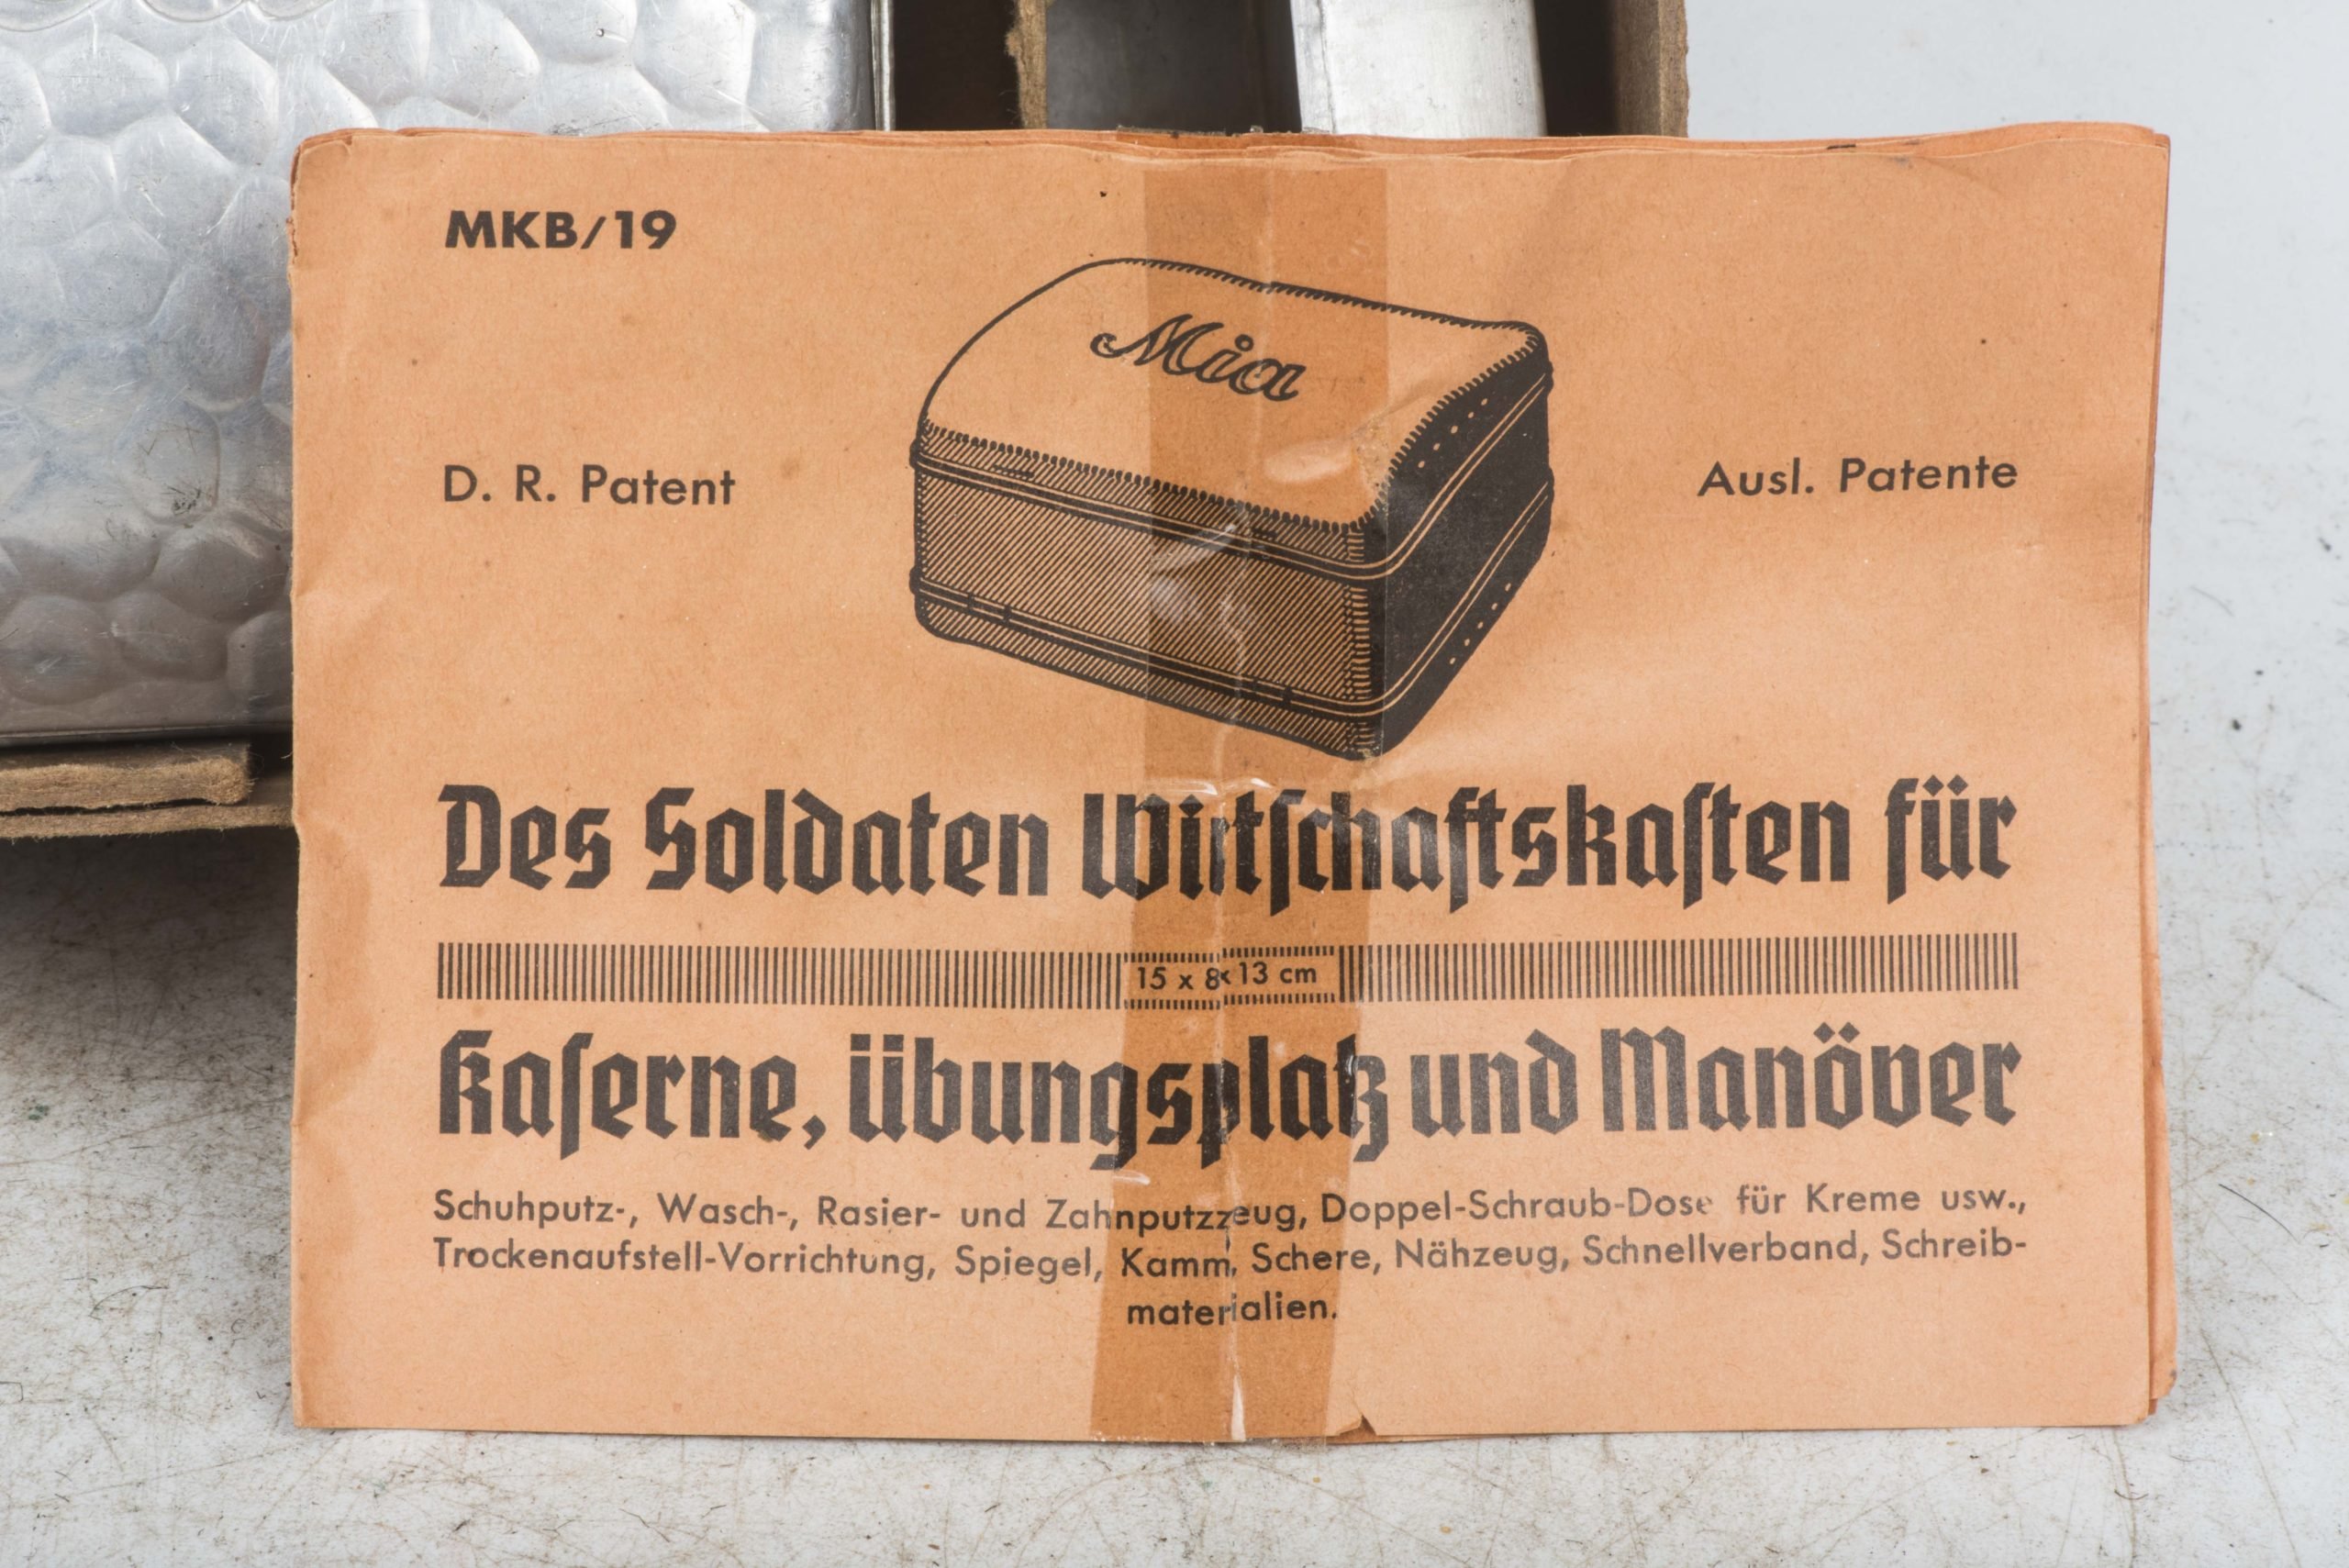 MKB/19
Mia
D. R. Patent
Ausl. Patente
Des Soldaten Wirtſchaftskaſten für
15 x 8 x 13 cm
Kaſerne, Übungsplatz und Manöver
Schuhputz-, Wasch-, Rasier- und Zahnputzzeug, Doppel-Schraub-Dose für Kreme usw.,
Trockenaufstell-Vorrichtung, Spiegel, Kamm, Schere, Nähzeug, Schnellverband, Schreib-
materialien.